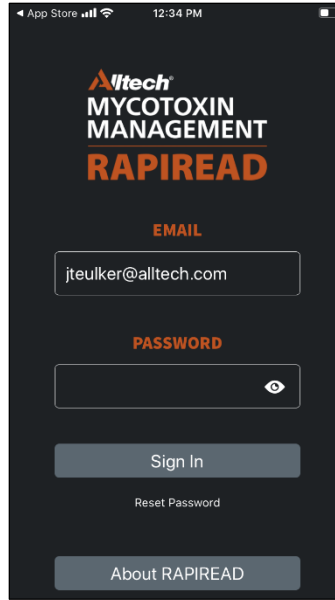 App Store 12:34 PM
Alltech®
MYCOTOXIN
MANAGEMENT
RAPIREAD
EMAIL
jteulker@alltech.com
PASSWORD
Sign In
Reset Password
About RAPIREAD